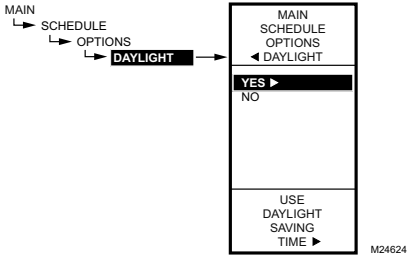 MAIN
SCHEDULE
OPTIONS
DAYLIGHT
MAIN
SCHEDULE
OPTIONS
◀ DAYLIGHT
YES ▶
NO
USE
DAYLIGHT
SAVING
TIME ▶
M24624